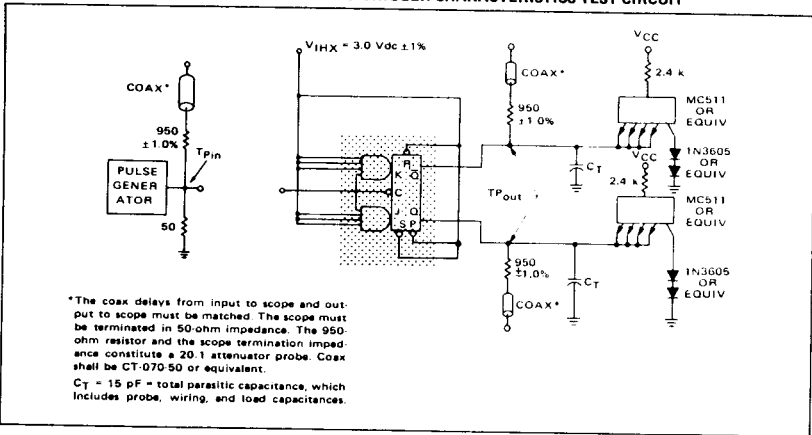 CHARACTERISTICS TEST CIRCUIT
VIHX = 3.0 Vdc ±1%
COAX*
950
±1.0%
TPin
PULSE
GENER
ATOR
50
R
K Q̅
C
J Q
S P
COAX*
950
±1.0%
CT
TPout
950
±1.0%
COAX*
CT
VCC
2.4 k
MC511
OR
EQUIV
1N3605
OR
EQUIV
VCC
2.4 k
MC511
OR
EQUIV
1N3605
OR
EQUIV
*The coax delays from input to scope and out-
put to scope must be matched. The scope must
be terminated in 50-ohm impedance. The 950-
ohm resistor and the scope termination imped-
ance constitute a 20:1 attenuator probe. Coax
shall be CT-070-50 or equivalent.
CT = 15 pF = total parasitic capacitance, which
includes probe, wiring, and load capacitances.